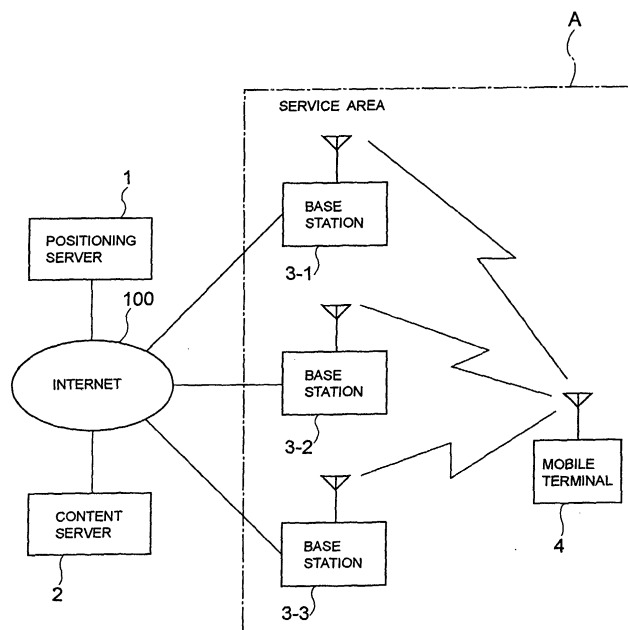 A
SERVICE AREA
1
POSITIONING
SERVER
BASE
STATION
3-1
100
INTERNET
BASE
STATION
3-2
MOBILE
TERMINAL
4
CONTENT
SERVER
2
BASE
STATION
3-3